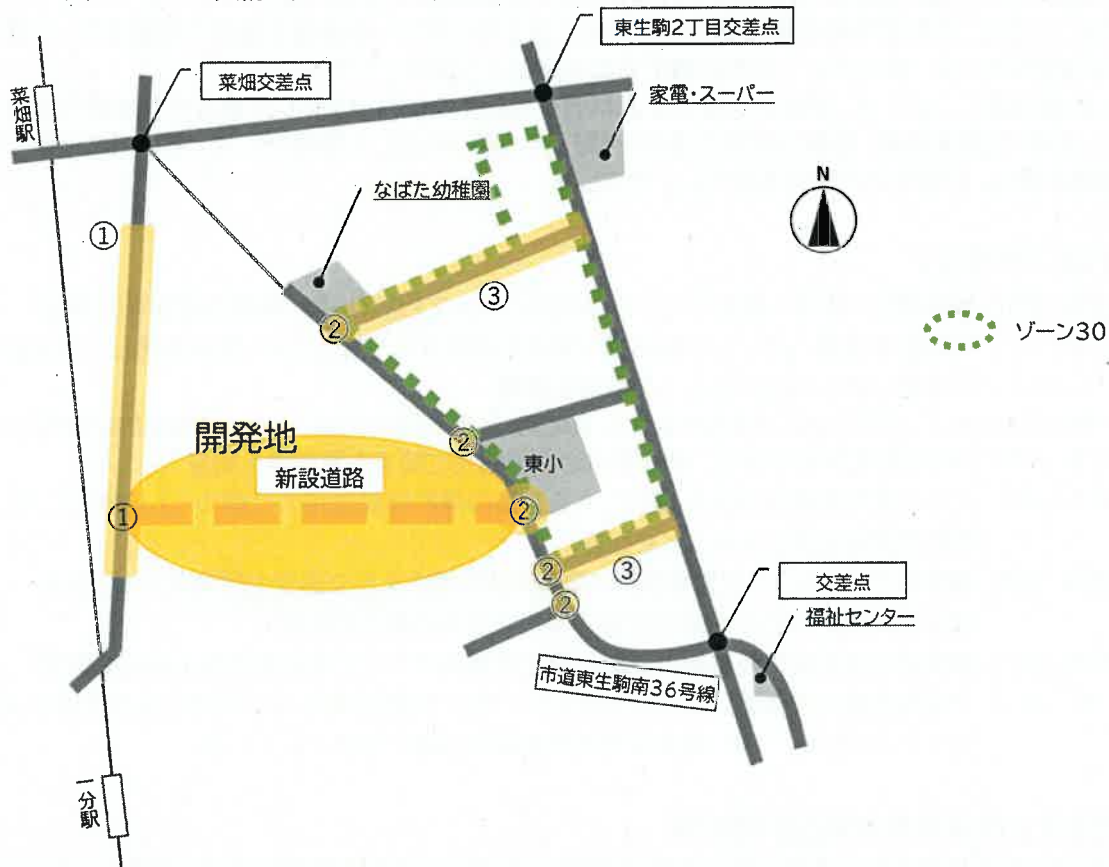 東生駒2丁目交差点
菜畑交差点
家電・スーパー
菜畑駅
N
なばた幼稚園
①
③
②
ゾーン30
開発地
②
新設道路
東小
①
②
②
③
②
交差点
福祉センター
市道東生駒南36号線
一分駅